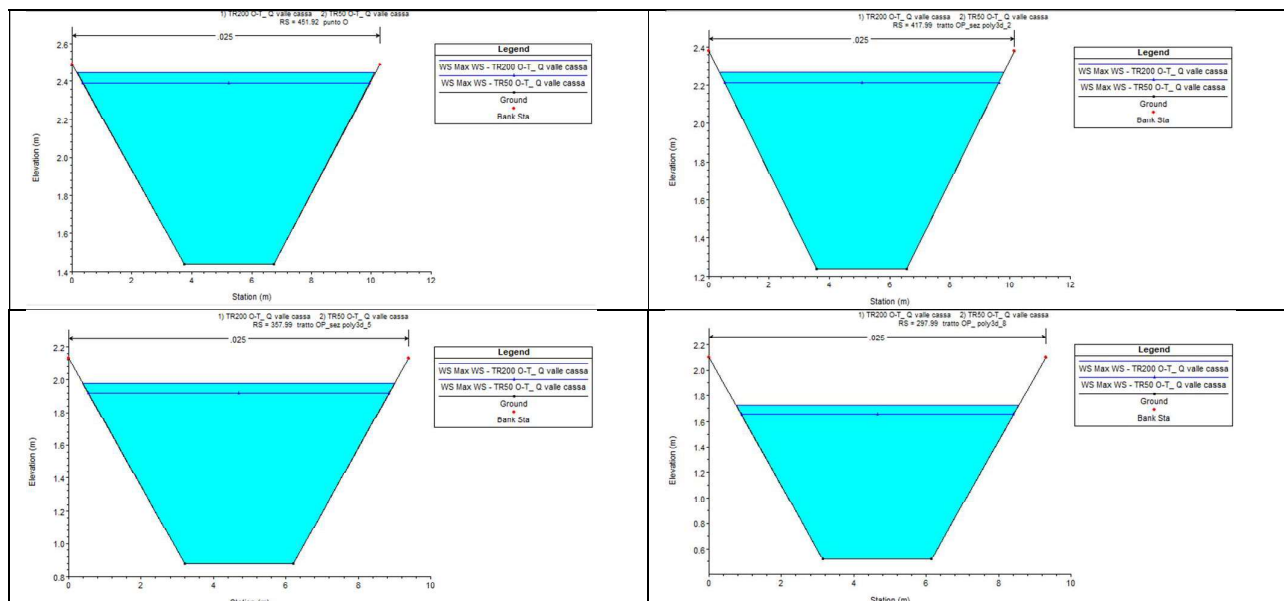 1) TR200 O-T_ Q valle cassa 2) TR50 O-T_ Q valle cassa
RS = 451.92 punto O
.025
2.6
2.4
2.2
2.0
1.8
1.6
1.4
Elevation (m)
0 2 4 6 8 10 12
Station (m)
Legend
WS Max WS - TR200 O-T_ Q valle cassa
WS Max WS - TR50 O-T_ Q valle cassa
Ground
Bank Sta
1) TR200 O-T_ Q valle cassa 2) TR50 O-T_ Q valle cassa
RS = 417.99 tratto OP_sez poly3d_2
.025
2.4
2.2
2.0
1.8
1.6
1.4
1.2
Elevation (m)
0 2 4 6 8 10 12
Station (m)
Legend
WS Max WS - TR200 O-T_ Q valle cassa
WS Max WS - TR50 O-T_ Q valle cassa
Ground
Bank Sta
1) TR200 O-T_ Q valle cassa 2) TR50 O-T_ Q valle cassa
RS = 357.99 tratto OP_sez poly3d_5
.025
2.2
2.0
1.8
1.6
1.4
1.2
1.0
0.8
Elevation (m)
0 2 4 6 8 10
Station (m)
Legend
WS Max WS - TR200 O-T_ Q valle cassa
WS Max WS - TR50 O-T_ Q valle cassa
Ground
Bank Sta
1) TR200 O-T_ Q valle cassa 2) TR50 O-T_ Q valle cassa
RS = 297.99 tratto OP_ poly3d_8
.025
2.2
2.0
1.8
1.6
1.4
1.2
1.0
0.8
0.6
Elevation (m)
0 2 4 6 8 10
Station (m)
Legend
WS Max WS - TR200 O-T_ Q valle cassa
WS Max WS - TR50 O-T_ Q valle cassa
Ground
Bank Sta